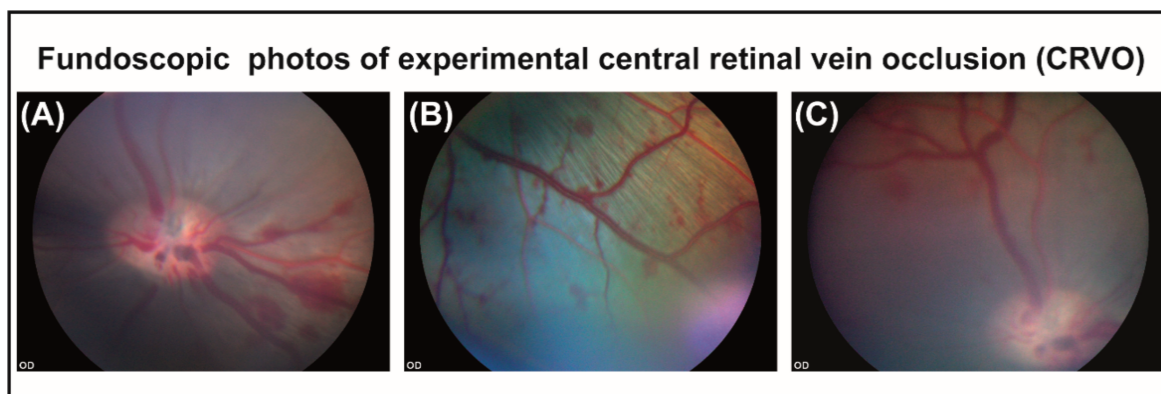 Fundoscopic photos of experimental central retinal vein occlusion (CRVO)
(A)
(B)
(C)
OD
OD
OD